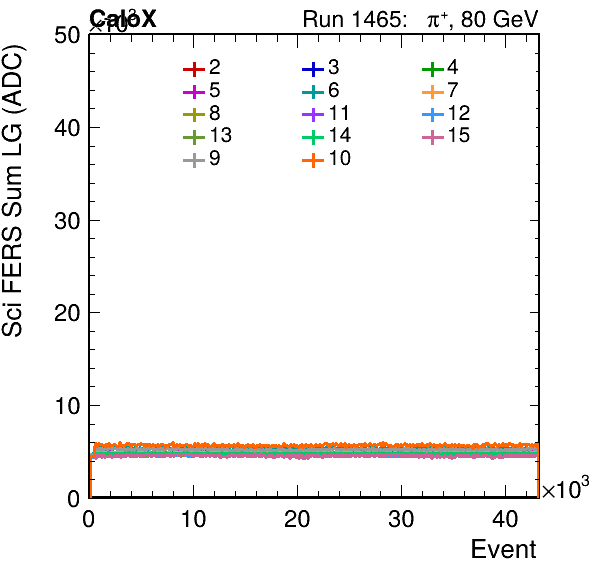 CaloX Run 1465: π⁺, 80 GeV
×10³
Sci FERS Sum LG (ADC)
50
40
30
20
10
0
2 3 4
5 6 7
8 11 12
13 14 15
9 10
0 10 20 30 40
×10³
Event